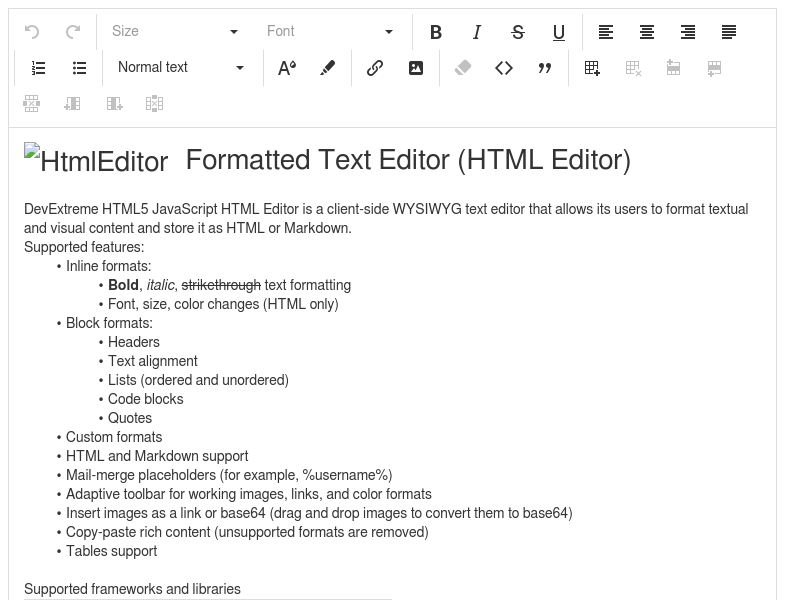 Size Font B I S U
Normal text
HtmlEditor Formatted Text Editor (HTML Editor)
DevExtreme HTML5 JavaScript HTML Editor is a client-side WYSIWYG text editor that allows its users to format textual
and visual content and store it as HTML or Markdown.
Supported features:
• Inline formats:
• Bold, italic, strikethrough text formatting
• Font, size, color changes (HTML only)
• Block formats:
• Headers
• Text alignment
• Lists (ordered and unordered)
• Code blocks
• Quotes
• Custom formats
• HTML and Markdown support
• Mail-merge placeholders (for example, %username%)
• Adaptive toolbar for working images, links, and color formats
• Insert images as a link or base64 (drag and drop images to convert them to base64)
• Copy-paste rich content (unsupported formats are removed)
• Tables support
Supported frameworks and libraries